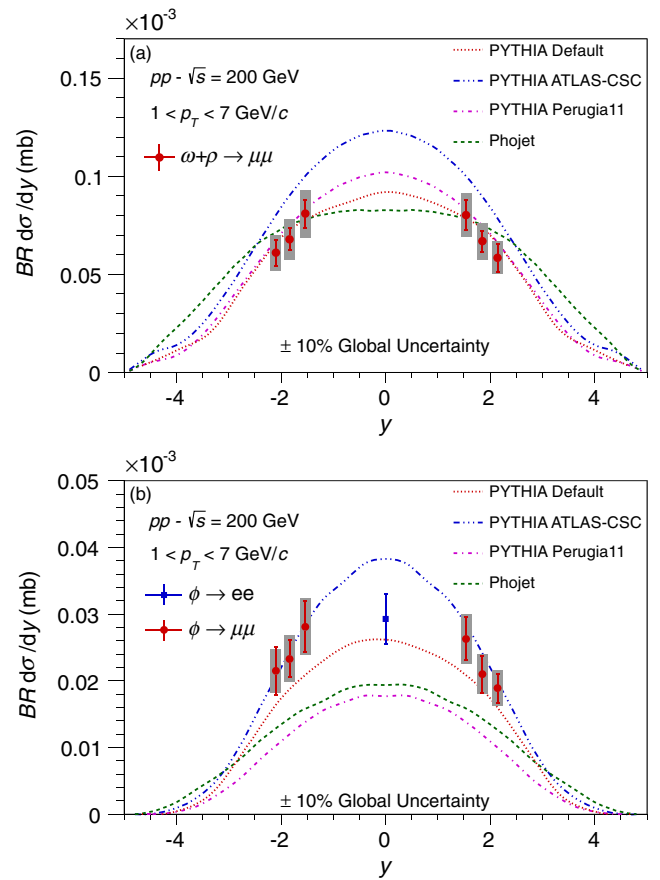 ×10⁻³
(a)
pp - √s = 200 GeV
1 < p_T < 7 GeV/c
ω+ρ → μμ
PYTHIA Default
PYTHIA ATLAS-CSC
PYTHIA Perugia11
Phojet
BR dσ/dy (mb)
0.15
0.1
0.05
0
± 10% Global Uncertainty
-4 -2 0 2 4
y
×10⁻³
(b)
pp - √s = 200 GeV
1 < p_T < 7 GeV/c
ϕ → ee
ϕ → μμ
PYTHIA Default
PYTHIA ATLAS-CSC
PYTHIA Perugia11
Phojet
BR dσ/dy (mb)
0.05
0.04
0.03
0.02
0.01
0
± 10% Global Uncertainty
-4 -2 0 2 4
y